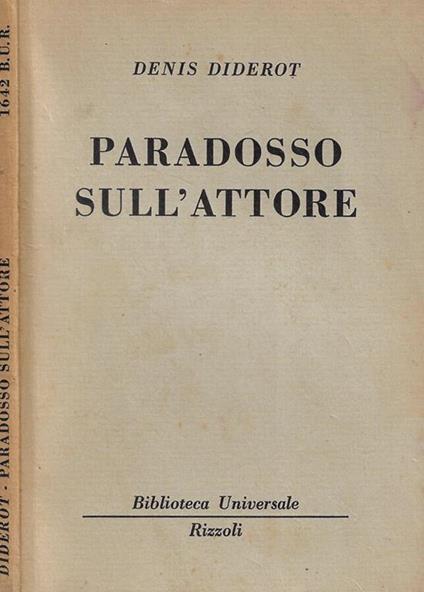 DENIS DIDEROT
PARADOSSO
SULL'ATTORE
Biblioteca Universale
Rizzoli
DIDEROT - PARADOSSO SULL'ATTORE 1642 B.U.R.